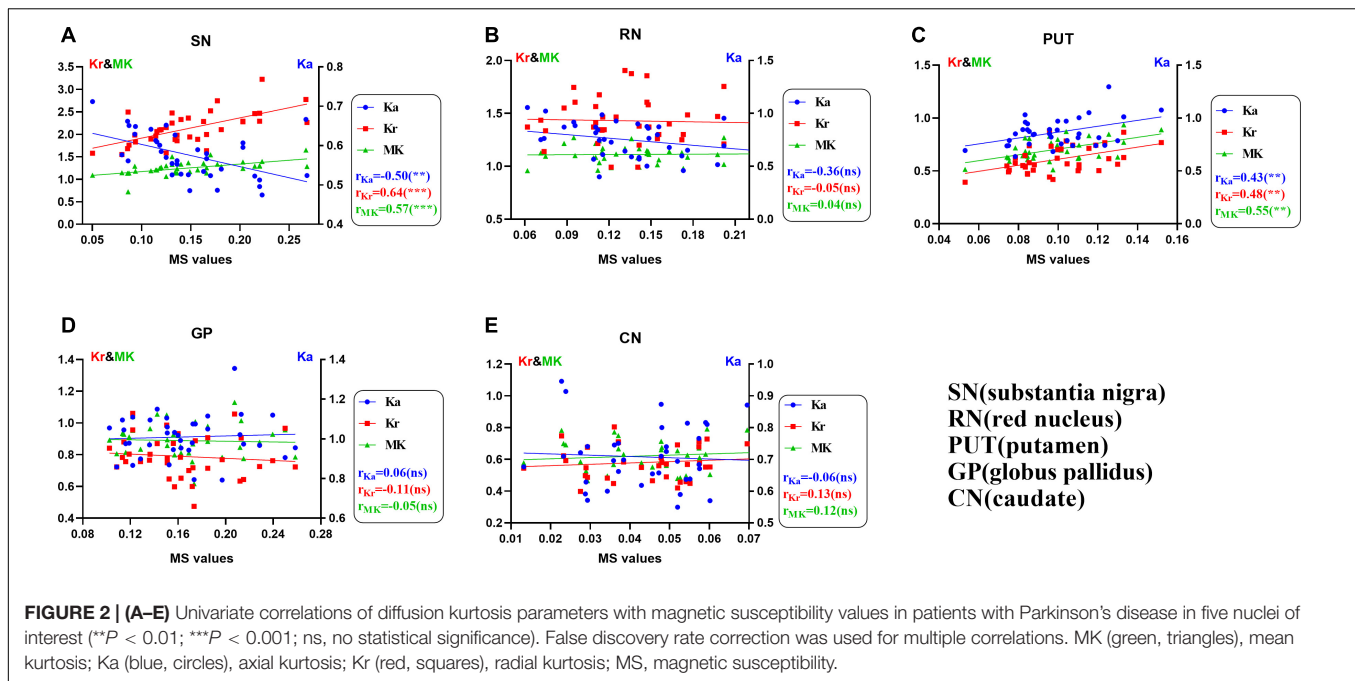 A
SN
Kr&MK
Ka
3.5
3.0
2.5
2.0
1.5
1.0
0.5
0.0
0.8
0.7
0.6
0.5
0.4
0.05
0.10
0.15
0.20
0.25
MS values
Ka
Kr
MK
rKa=-0.50(**)
rKr=0.64(***)
rMK=0.57(***)
B
RN
Kr&MK
Ka
2.0
1.5
1.0
0.5
1.5
1.0
0.5
0.0
0.06
0.09
0.12
0.15
0.18
0.21
MS values
Ka
Kr
MK
rKa=-0.36(ns)
rKr=-0.05(ns)
rMK=0.04(ns)
C
PUT
Kr&MK
Ka
1.5
1.0
0.5
0.0
1.5
1.0
0.5
0.0
0.04
0.06
0.08
0.10
0.12
0.14
0.16
MS values
Ka
Kr
MK
rKa=0.43(**)
rKr=0.48(**)
rMK=0.55(**)
D
GP
Kr&MK
Ka
1.4
1.2
1.0
0.8
0.6
0.4
1.4
1.2
1.0
0.8
0.6
0.08
0.12
0.16
0.20
0.24
0.28
MS values
Ka
Kr
MK
rKa=0.06(ns)
rKr=-0.11(ns)
rMK=-0.05(ns)
E
CN
Kr&MK
Ka
1.2
1.0
0.8
0.6
0.4
0.2
1.0
0.9
0.8
0.7
0.6
0.5
0.01
0.02
0.03
0.04
0.05
0.06
0.07
MS values
Ka
Kr
MK
rKa=-0.06(ns)
rKr=0.13(ns)
rMK=0.12(ns)
SN(substantia nigra)
RN(red nucleus)
PUT(putamen)
GP(globus pallidus)
CN(caudate)
FIGURE 2 | (A–E) Univariate correlations of diffusion kurtosis parameters with magnetic susceptibility values in patients with Parkinson's disease in five nuclei of
interest (**P < 0.01; ***P < 0.001; ns, no statistical significance). False discovery rate correction was used for multiple correlations. MK (green, triangles), mean
kurtosis; Ka (blue, circles), axial kurtosis; Kr (red, squares), radial kurtosis; MS, magnetic susceptibility.